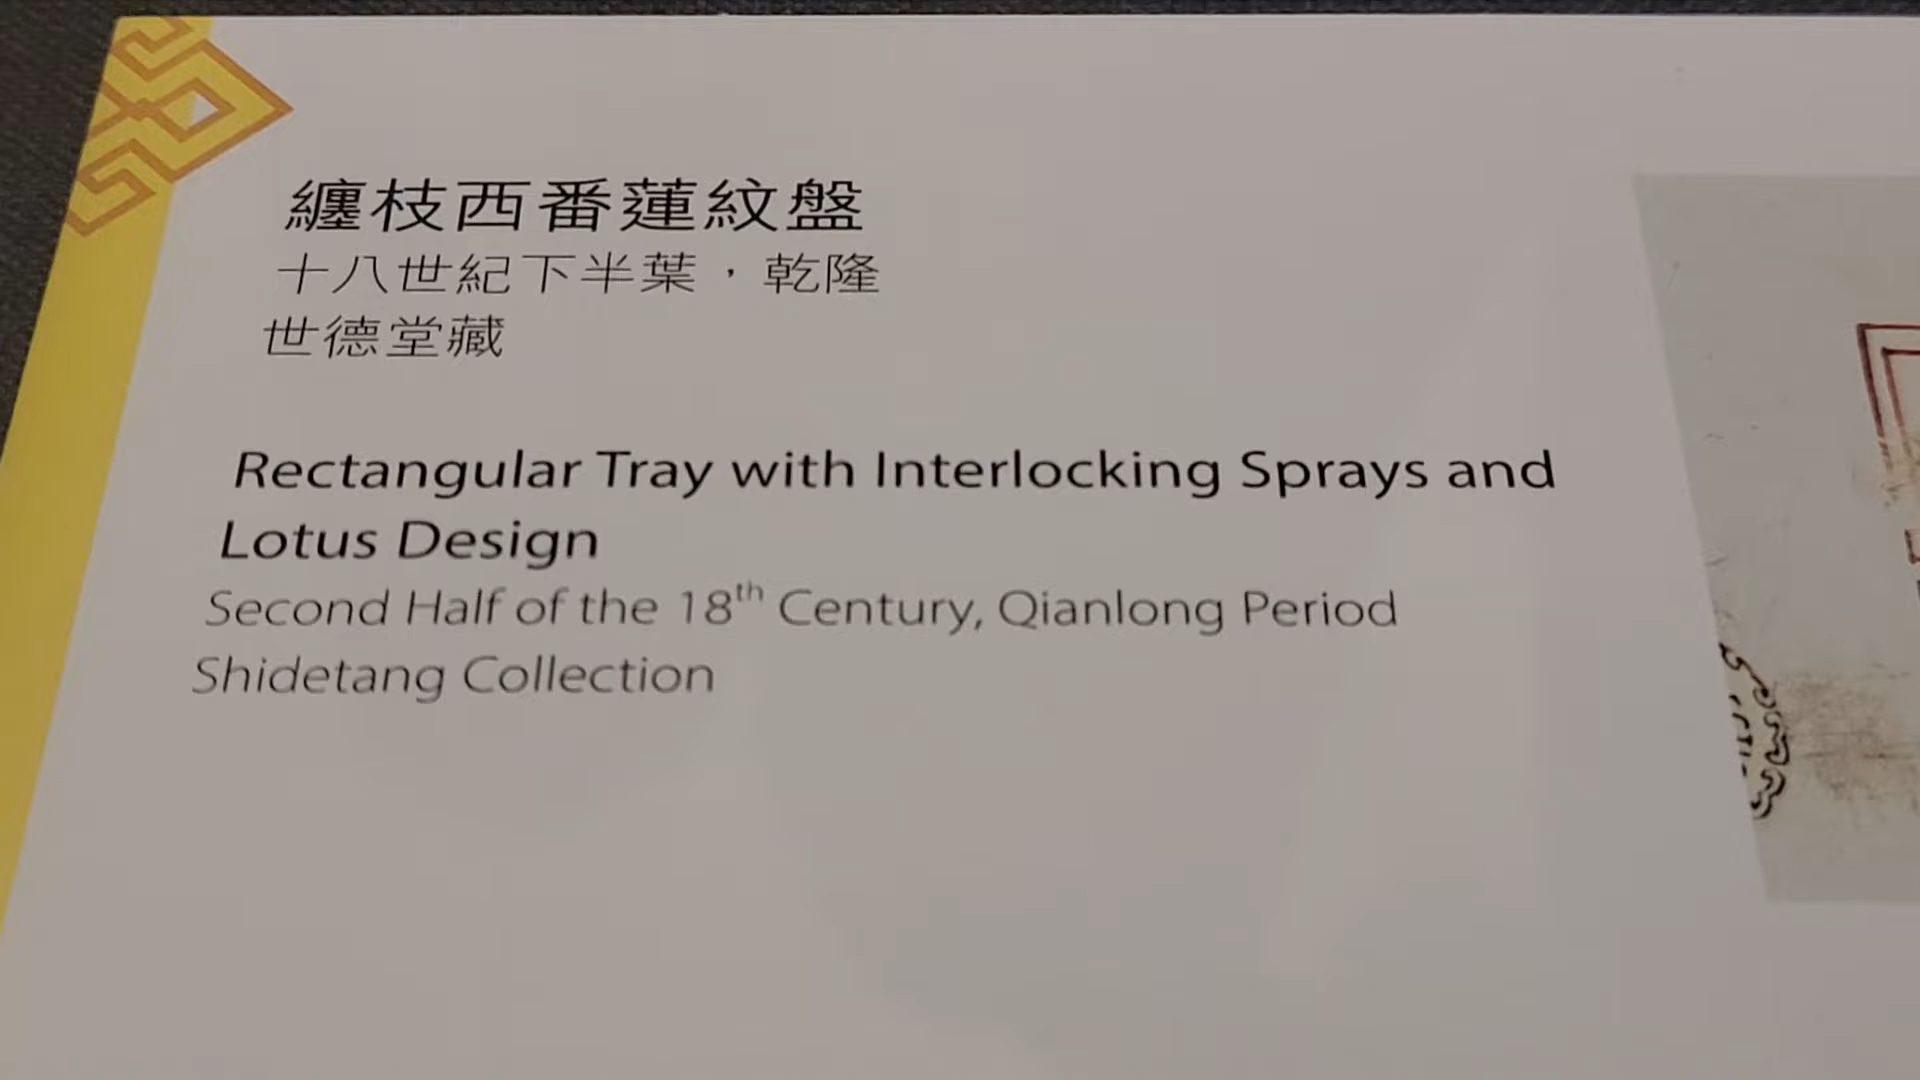 纏枝西番蓮紋盤
十八世紀下半葉，乾隆
世德堂藏
Rectangular Tray with Interlocking Sprays and
Lotus Design
Second Half of the 18th Century, Qianlong Period
Shidetang Collection